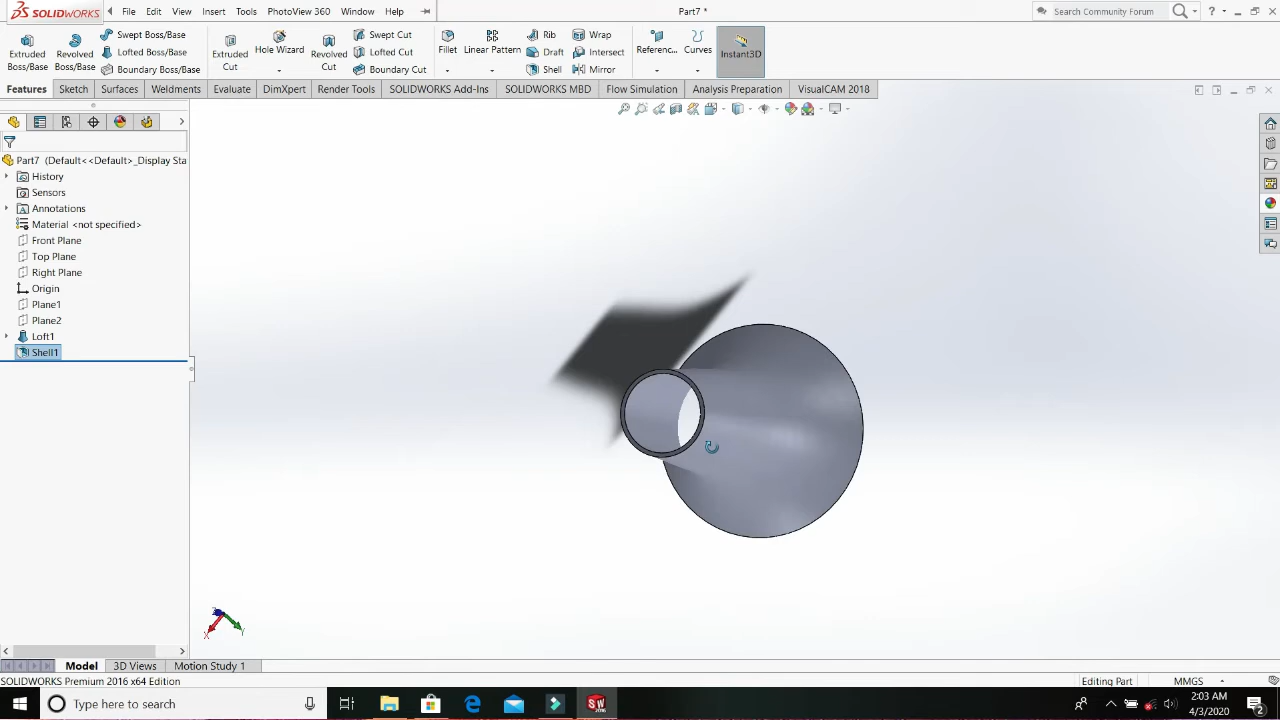 SOLIDWORKS File Edit View Insert Tools PhotoView 360 Window Help Part7 * Search Community Forum ?
Extruded Boss/Base Revolved Boss/Base Swept Boss/Base Lofted Boss/Base Boundary Boss/Base Extruded Cut Hole Wizard Revolved Cut Swept Cut Lofted Cut Boundary Cut Fillet Linear Pattern Rib Draft Shell Wrap Intersect Mirror Referenc... Curves Instant3D
Features Sketch Surfaces Weldments Evaluate DimXpert Render Tools SOLIDWORKS Add-Ins SOLIDWORKS MBD Flow Simulation Analysis Preparation VisualCAM 2018
Part7 (Default<<Default>_Display Sta
History
Sensors
Annotations
Material <not specified>
Front Plane
Top Plane
Right Plane
Origin
Plane1
Plane2
Loft1
Shell1
Z X Y
Model 3D Views Motion Study 1
SOLIDWORKS Premium 2016 x64 Edition Editing Part MMGS
Type here to search 2:03 AM
4/3/2020 2